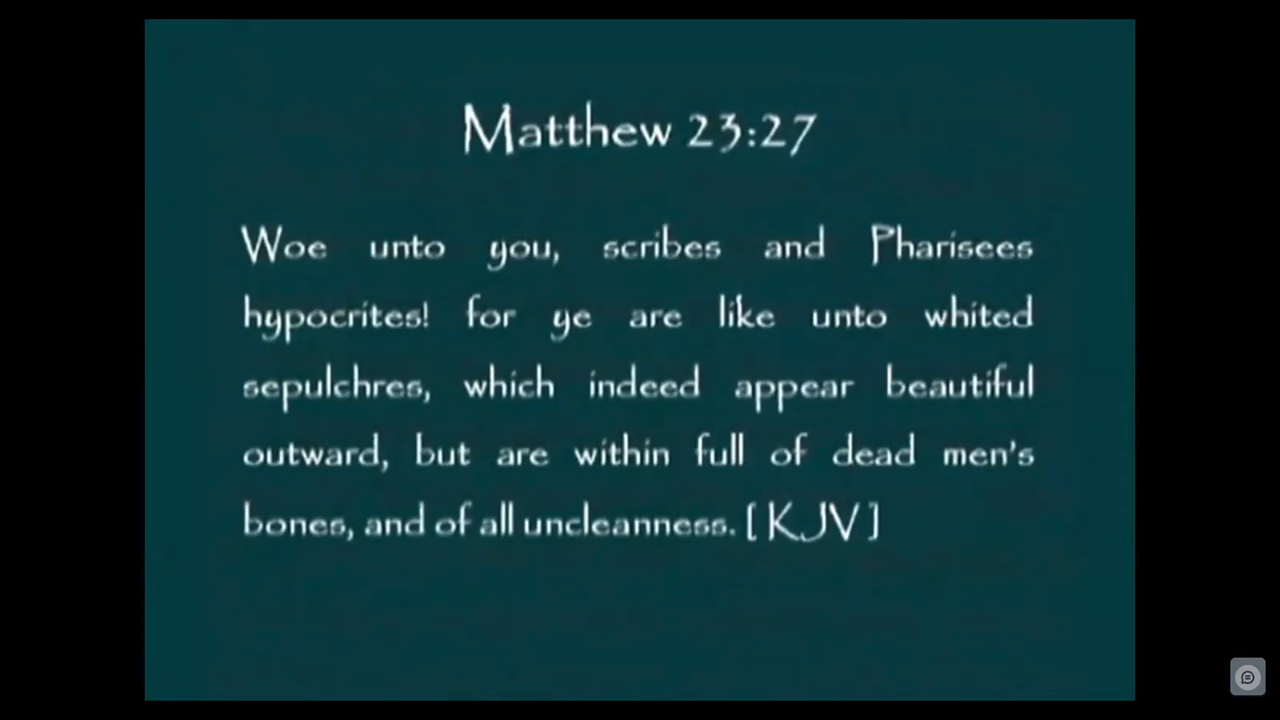 Matthew 23:27
Woe unto you, scribes and Pharisees
hypocrites! for ye are like unto whited
sepulchres, which indeed appear beautiful
outward, but are within full of dead men's
bones, and of all uncleanness. [ KJV ]